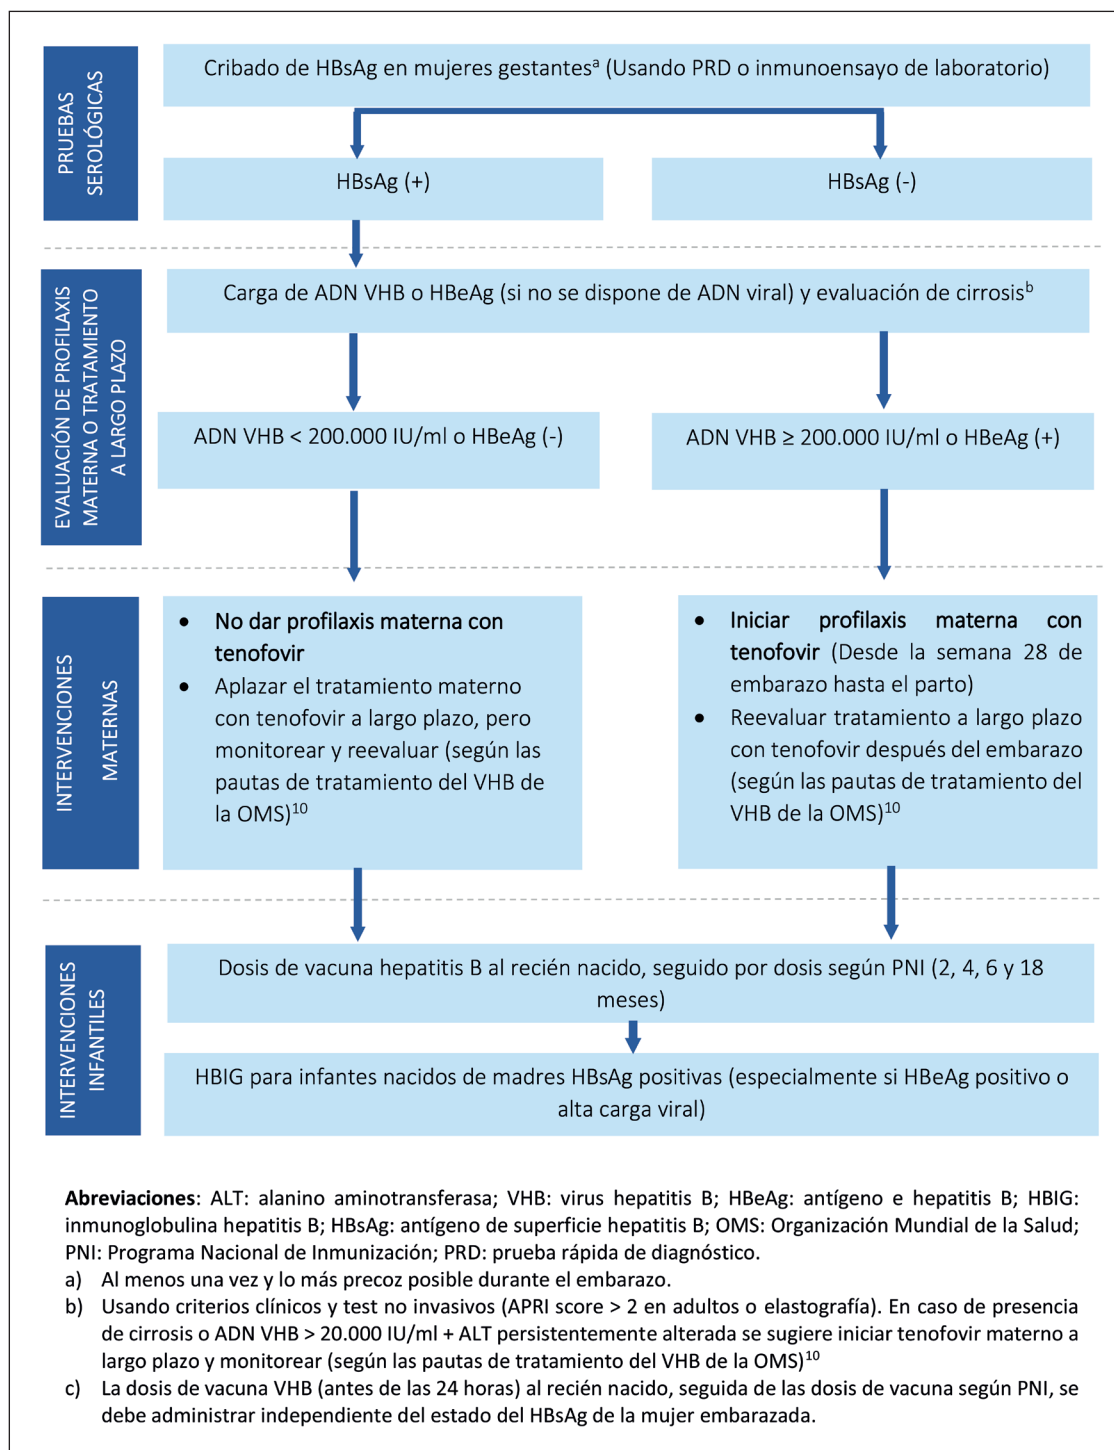 PRUEBAS
SEROLÓGICAS
Cribado de HBsAg en mujeres gestantesª (Usando PRD o inmunoensayo de laboratorio)
HBsAg (+)
HBsAg (-)
EVALUACIÓN DE PROFILAXIS
MATERNA O TRATAMIENTO
A LARGO PLAZO
Carga de ADN VHB o HBeAg (si no se dispone de ADN viral) y evaluación de cirrosisᵇ
ADN VHB < 200.000 IU/ml o HBeAg (-)
ADN VHB ≥ 200.000 IU/ml o HBeAg (+)
INTERVENCIONES
MATERNAS
• No dar profilaxis materna con
tenofovir
• Aplazar el tratamiento materno
con tenofovir a largo plazo, pero
monitorear y reevaluar (según las
pautas de tratamiento del VHB de
la OMS)¹⁰
• Iniciar profilaxis materna con
tenofovir (Desde la semana 28 de
embarazo hasta el parto)
• Reevaluar tratamiento a largo plazo
con tenofovir después del embarazo
(según las pautas de tratamiento del
VHB de la OMS)¹⁰
INTERVENCIONES
INFANTILES
Dosis de vacuna hepatitis B al recién nacido, seguido por dosis según PNI (2, 4, 6 y 18
meses)
HBIG para infantes nacidos de madres HBsAg positivas (especialmente si HBeAg positivo o
alta carga viral)
Abreviaciones: ALT: alanino aminotransferasa; VHB: virus hepatitis B; HBeAg: antígeno e hepatitis B; HBIG:
inmunoglobulina hepatitis B; HBsAg: antígeno de superficie hepatitis B; OMS: Organización Mundial de la Salud;
PNI: Programa Nacional de Inmunización; PRD: prueba rápida de diagnóstico.
a) Al menos una vez y lo más precoz posible durante el embarazo.
b) Usando criterios clínicos y test no invasivos (APRI score > 2 en adultos o elastografía). En caso de presencia
de cirrosis o ADN VHB > 20.000 IU/ml + ALT persistentemente alterada se sugiere iniciar tenofovir materno a
largo plazo y monitorear (según las pautas de tratamiento del VHB de la OMS)¹⁰
c) La dosis de vacuna VHB (antes de las 24 horas) al recién nacido, seguida de las dosis de vacuna según PNI, se
debe administrar independiente del estado del HBsAg de la mujer embarazada.